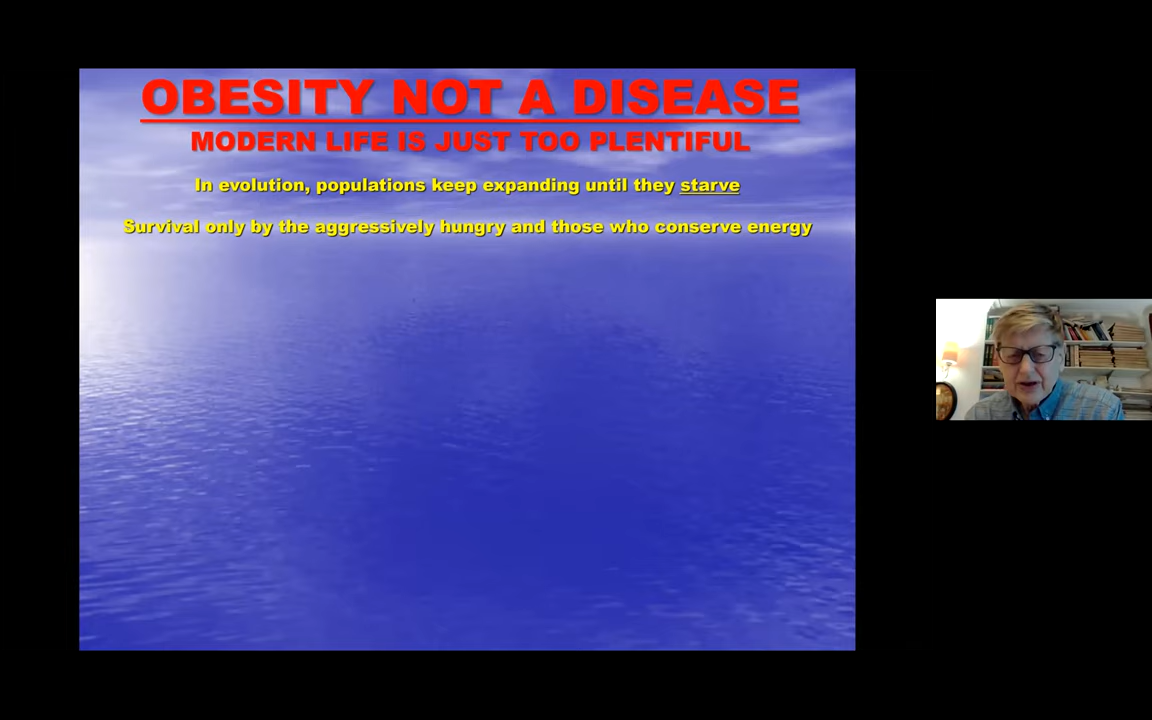 OBESITY NOT A DISEASE
MODERN LIFE IS JUST TOO PLENTIFUL
In evolution, populations keep expanding until they starve
Survival only by the aggressively hungry and those who conserve energy